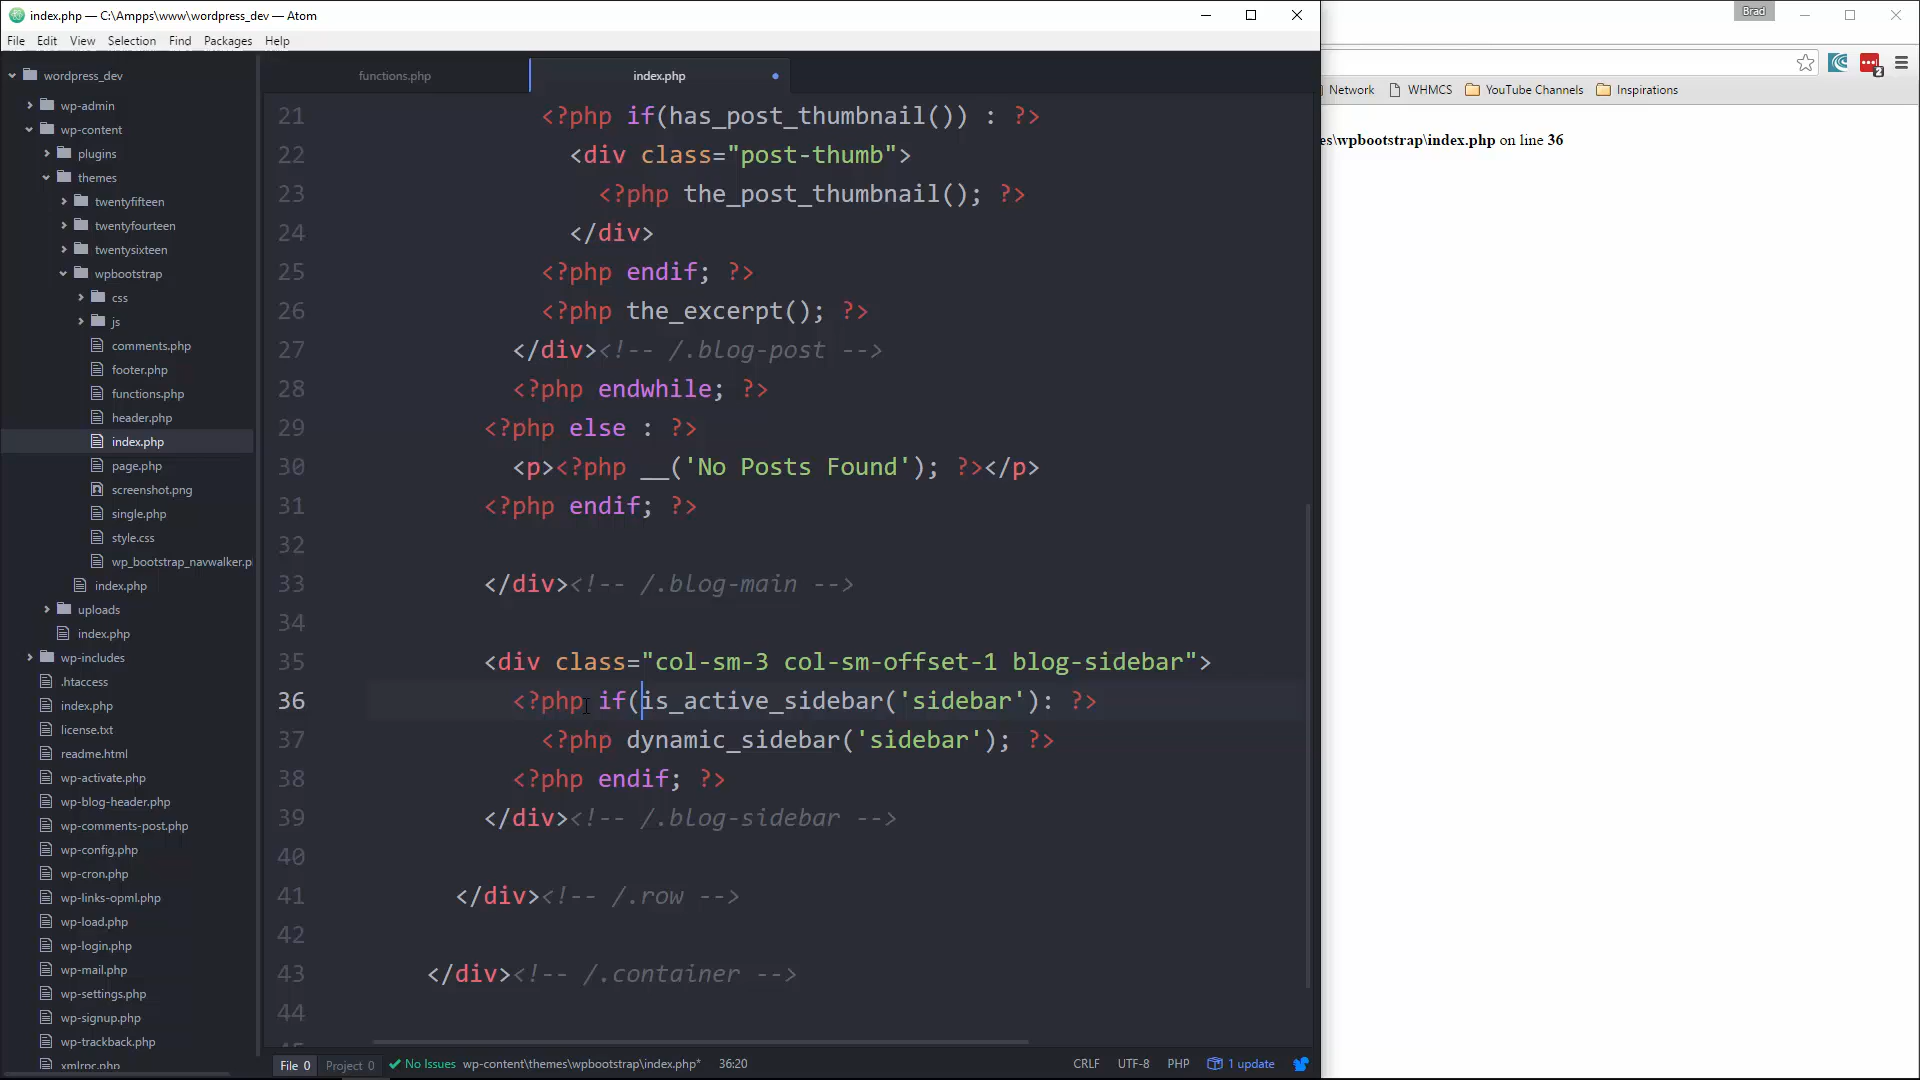 index.php — C:\Ampps\www\wordpress_dev — Atom
Brad
File Edit View Selection Find Packages Help
2
Network WHMCS YouTube Channels Inspirations
es\wpbootstrap\index.php on line 36
wordpress_dev
wp-admin
wp-content
plugins
themes
twentyfifteen
twentyfourteen
twentysixteen
wpbootstrap
css
js
comments.php
footer.php
functions.php
header.php
index.php
page.php
screenshot.png
single.php
style.css
wp_bootstrap_navwalker.p
index.php
uploads
index.php
wp-includes
.htaccess
index.php
license.txt
readme.html
wp-activate.php
wp-blog-header.php
wp-comments-post.php
wp-config.php
wp-cron.php
wp-links-opml.php
wp-load.php
wp-login.php
wp-mail.php
wp-settings.php
wp-signup.php
wp-trackback.php
xmlrpc.php
functions.php index.php
21 <?php if(has_post_thumbnail()) : ?>
22 <div class="post-thumb">
23 <?php the_post_thumbnail(); ?>
24 </div>
25 <?php endif; ?>
26 <?php the_excerpt(); ?>
27 </div><!-- /.blog-post -->
28 <?php endwhile; ?>
29 <?php else : ?>
30 <p><?php __('No Posts Found'); ?></p>
31 <?php endif; ?>
32
33 </div><!-- /.blog-main -->
34
35 <div class="col-sm-3 col-sm-offset-1 blog-sidebar">
36 <?php if(is_active_sidebar('sidebar'): ?>
37 <?php dynamic_sidebar('sidebar'); ?>
38 <?php endif; ?>
39 </div><!-- /.blog-sidebar -->
40
41 </div><!-- /.row -->
42
43 </div><!-- /.container -->
44
45
File 0 Project 0 No Issues wp-content\themes\wpbootstrap\index.php* 36:20 CRLF UTF-8 PHP 1 update